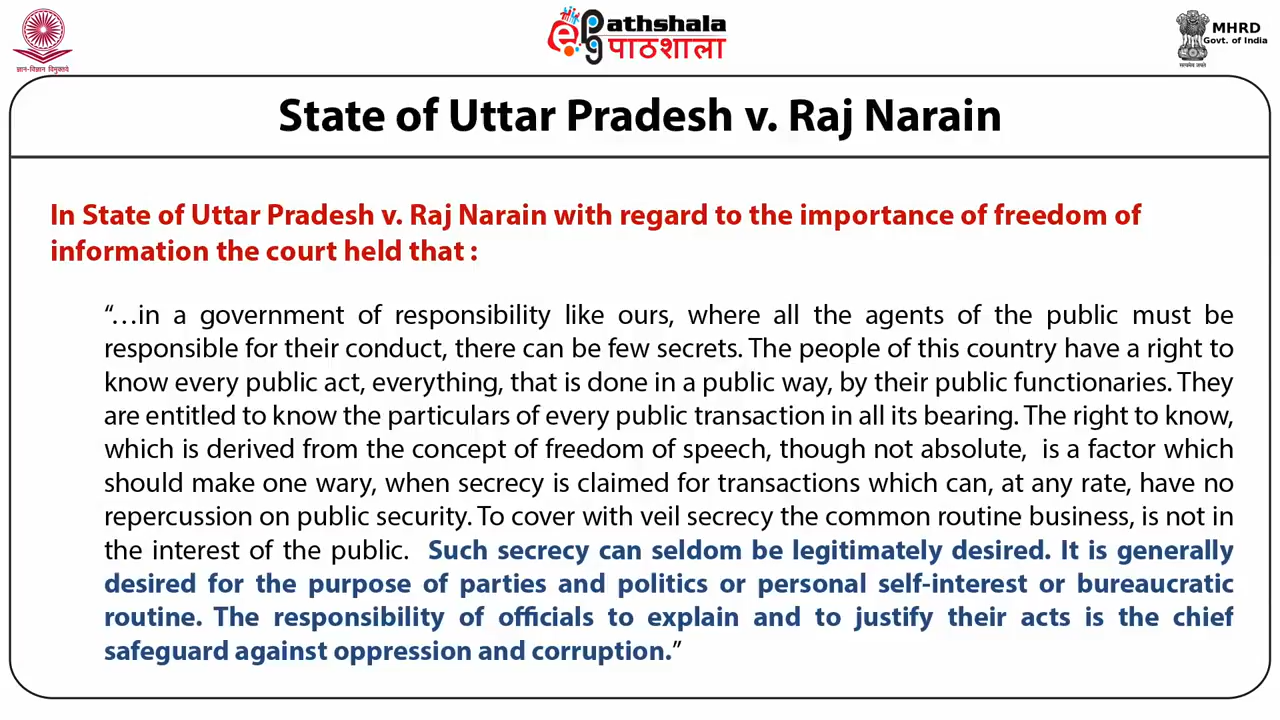 ज्ञान-विज्ञान विमुक्तये
ePathshala
पाठशाला
सत्यमेव जयते
MHRD
Govt. of India
State of Uttar Pradesh v. Raj Narain
In State of Uttar Pradesh v. Raj Narain with regard to the importance of freedom of
information the court held that :
“…in a government of responsibility like ours, where all the agents of the public must be
responsible for their conduct, there can be few secrets. The people of this country have a right to
know every public act, everything, that is done in a public way, by their public functionaries. They
are entitled to know the particulars of every public transaction in all its bearing. The right to know,
which is derived from the concept of freedom of speech, though not absolute,  is a factor which
should make one wary, when secrecy is claimed for transactions which can, at any rate, have no
repercussion on public security. To cover with veil secrecy the common routine business, is not in
the interest of the public.  Such secrecy can seldom be legitimately desired. It is generally
desired for the purpose of parties and politics or personal self-interest or bureaucratic
routine. The responsibility of officials to explain and to justify their acts is the chief
safeguard against oppression and corruption.”